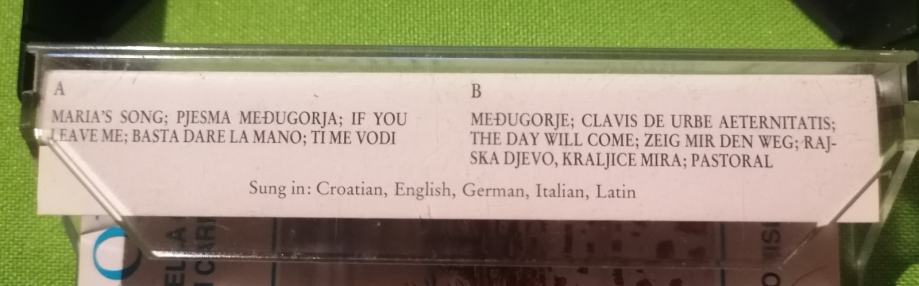 A
MARIA'S SONG; PJESMA MEĐUGORJA; IF YOU
LEAVE ME; BASTA DARE LA MANO; TI ME VODI
B
MEĐUGORJE; CLAVIS DE URBE AETERNITATIS;
THE DAY WILL COME; ZEIG MIR DEN WEG; RAJ-
SKA DJEVO, KRALJICE MIRA; PASTORAL
Sung in: Croatian, English, German, Italian, Latin